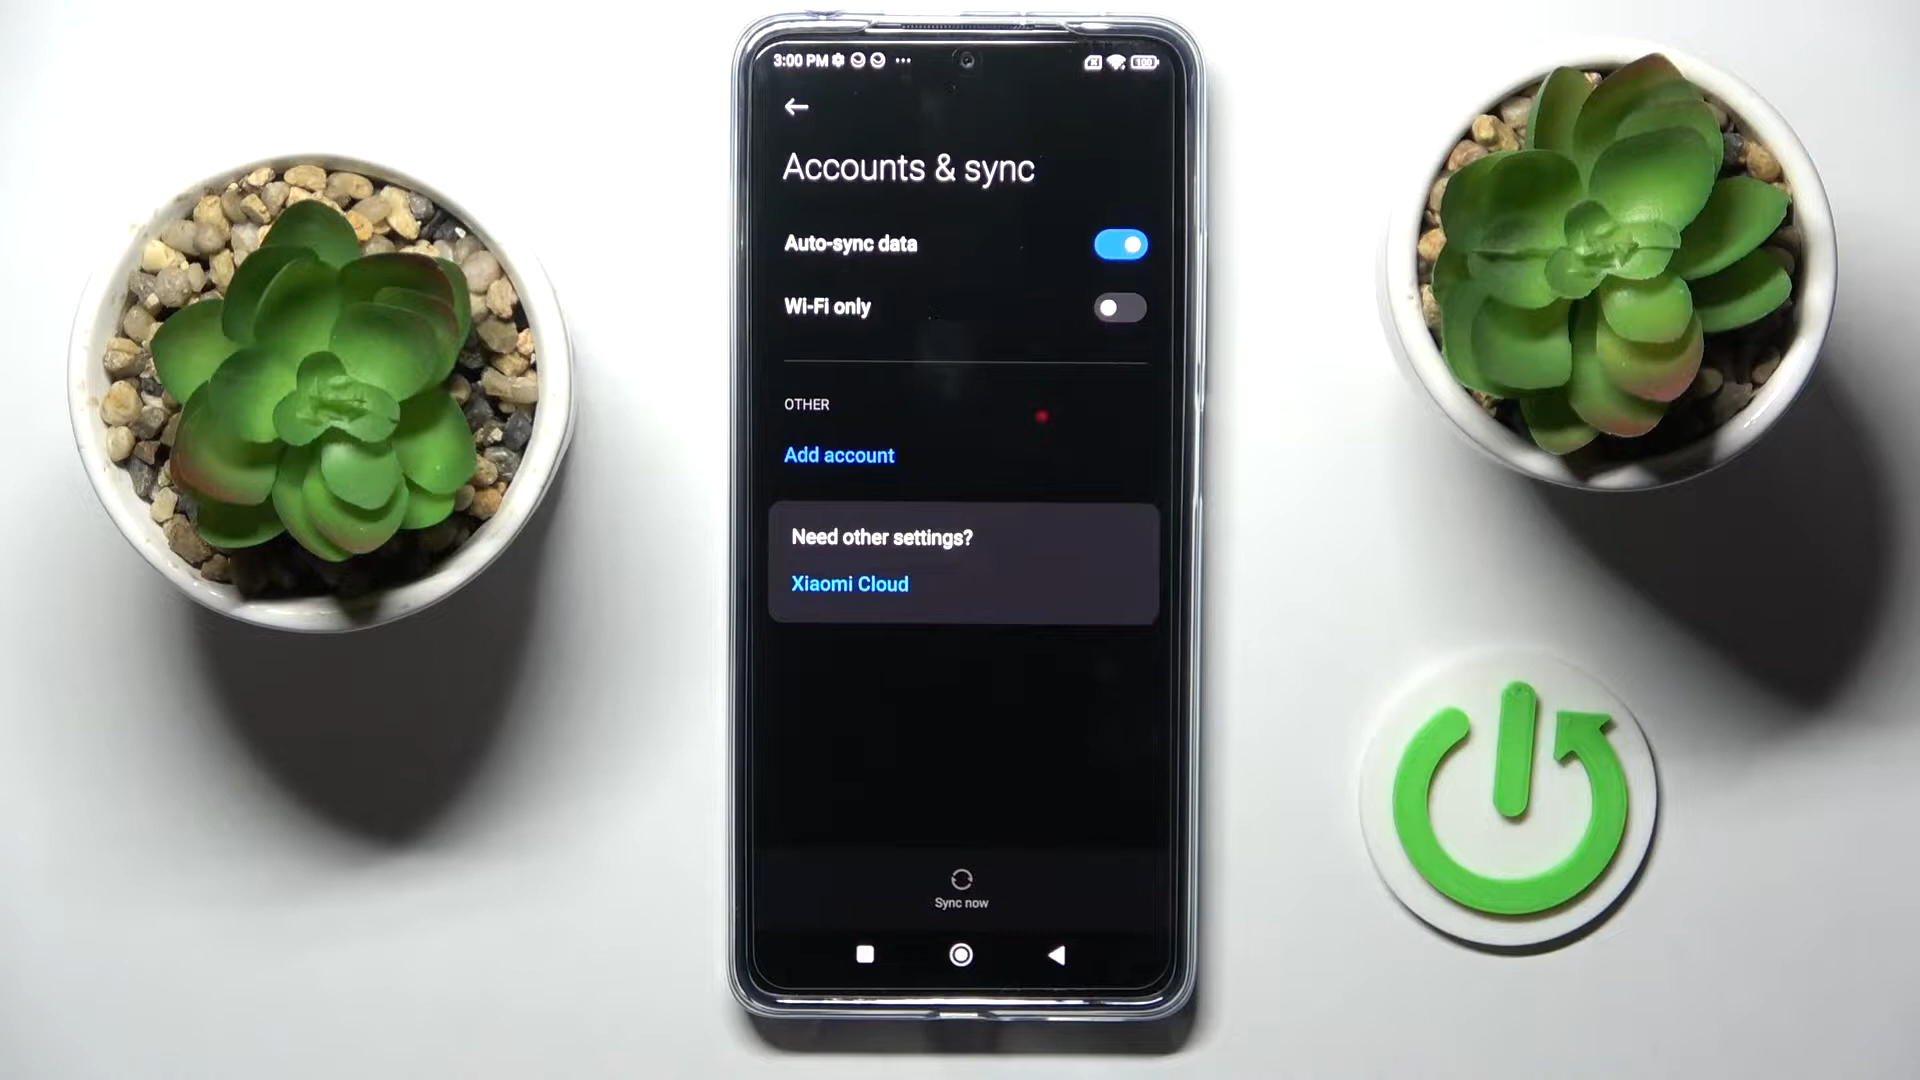 3:00 PM
100
Accounts & sync
Auto-sync data
Wi-Fi only
OTHER
Add account
Need other settings?
Xiaomi Cloud
Sync now